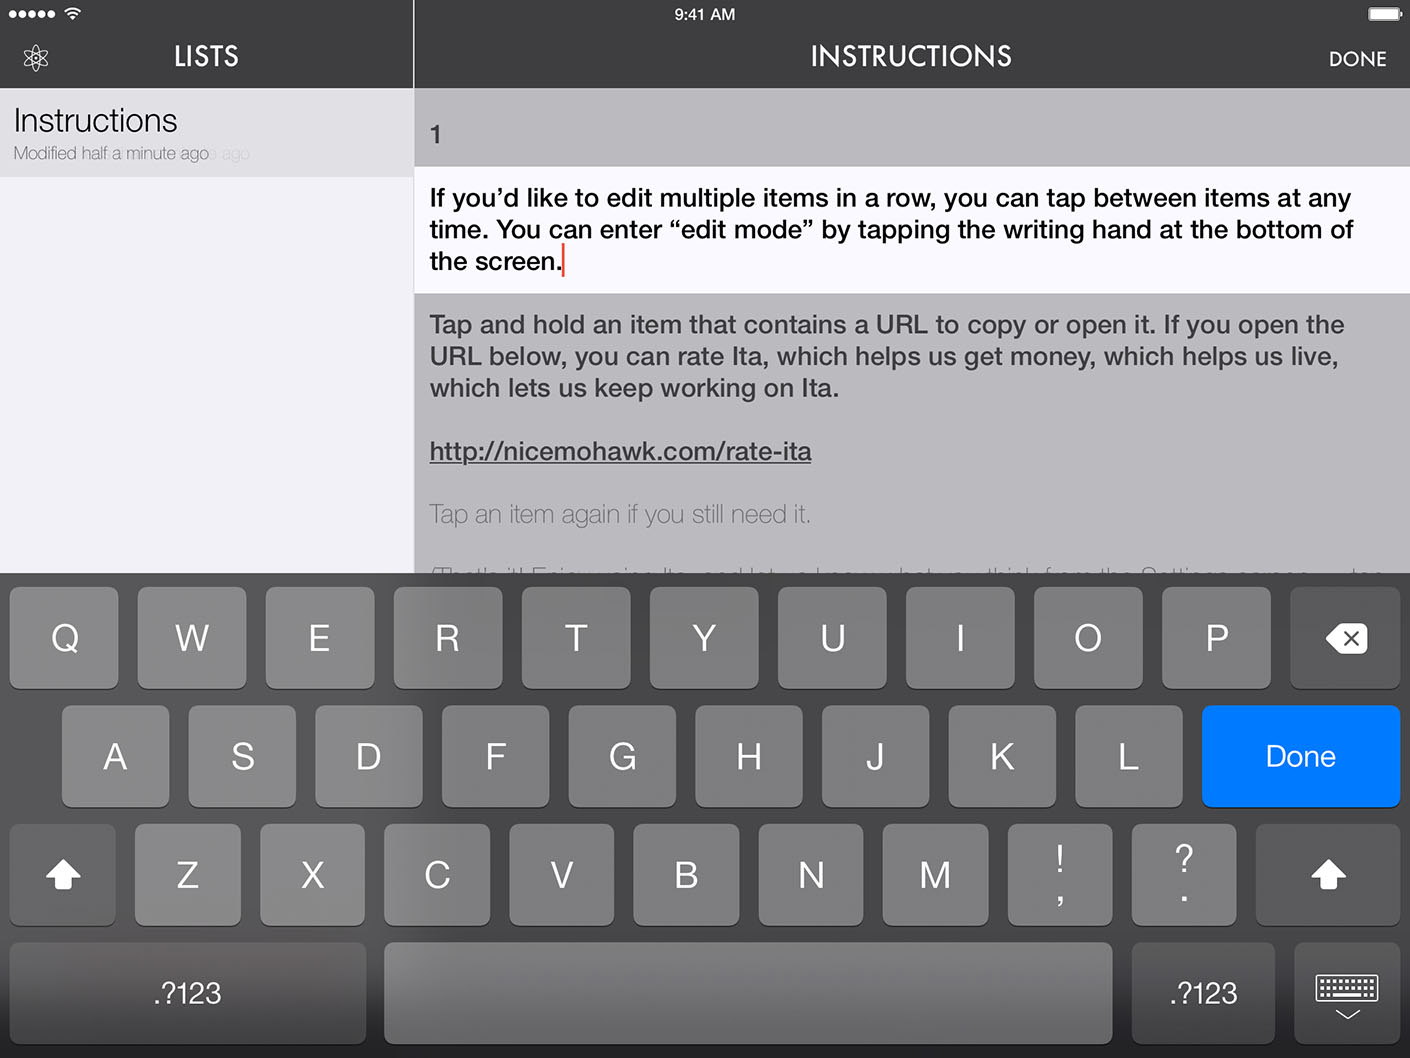 9:41 AM
LISTS
INSTRUCTIONS
DONE
Instructions
Modified half a minute ago
1
If you’d like to edit multiple items in a row, you can tap between items at any
time. You can enter “edit mode” by tapping the writing hand at the bottom of
the screen.
Tap and hold an item that contains a URL to copy or open it. If you open the
URL below, you can rate Ita, which helps us get money, which helps us live,
which lets us keep working on Ita.
http://nicemohawk.com/rate-ita
Tap an item again if you still need it.
Q W E R T Y U I O P
A S D F G H J K L Done
Z X C V B N M ! , ? .
.?123 .?123